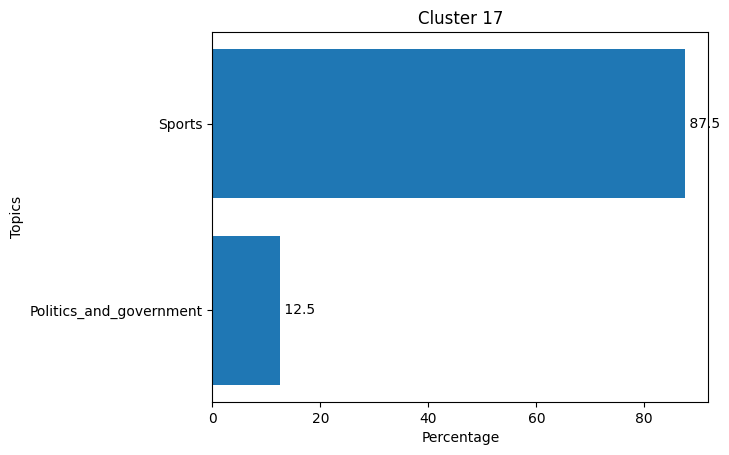 Cluster 17
Sports
87.5
Topics
Politics_and_government
12.5
0 20 40 60 80
Percentage